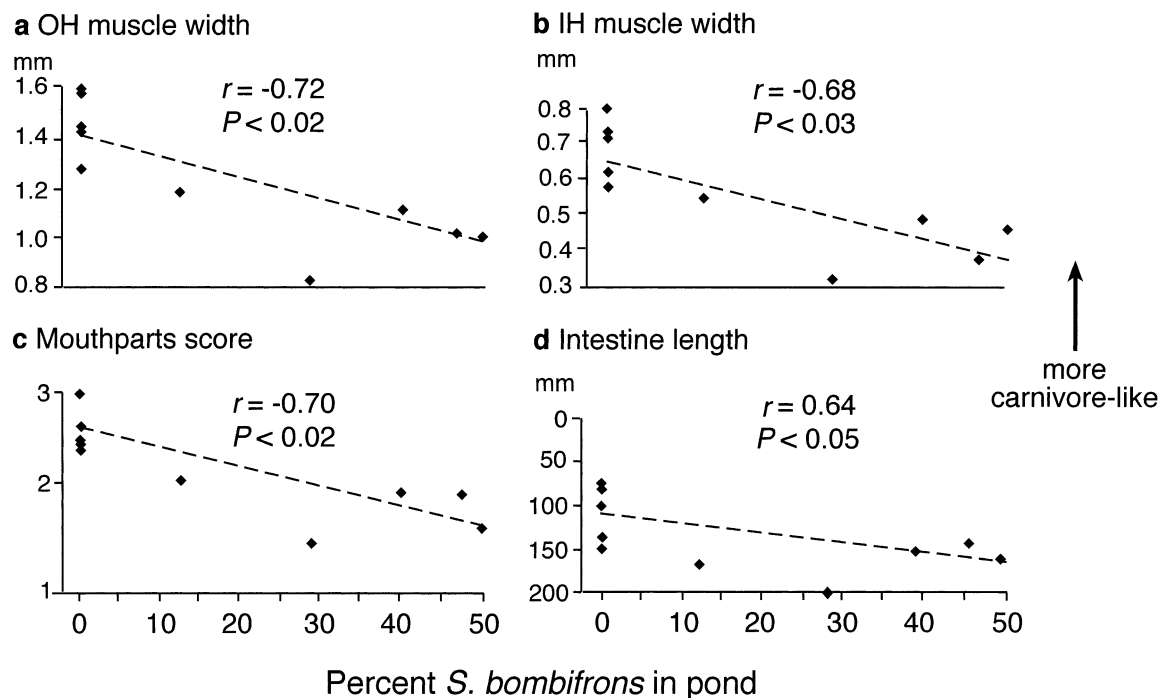 a OH muscle width
mm
1.6
1.4
1.2
1.0
0.8
r = -0.72
P < 0.02
b IH muscle width
mm
0.8
0.7
0.6
0.5
0.4
0.3
r = -0.68
P < 0.03
more
carnivore-like
c Mouthparts score
3
2
1
r = -0.70
P < 0.02
0 10 20 30 40 50
d Intestine length
mm
0
50
100
150
200
r = 0.64
P < 0.05
0 10 20 30 40 50
Percent S. bombifrons in pond